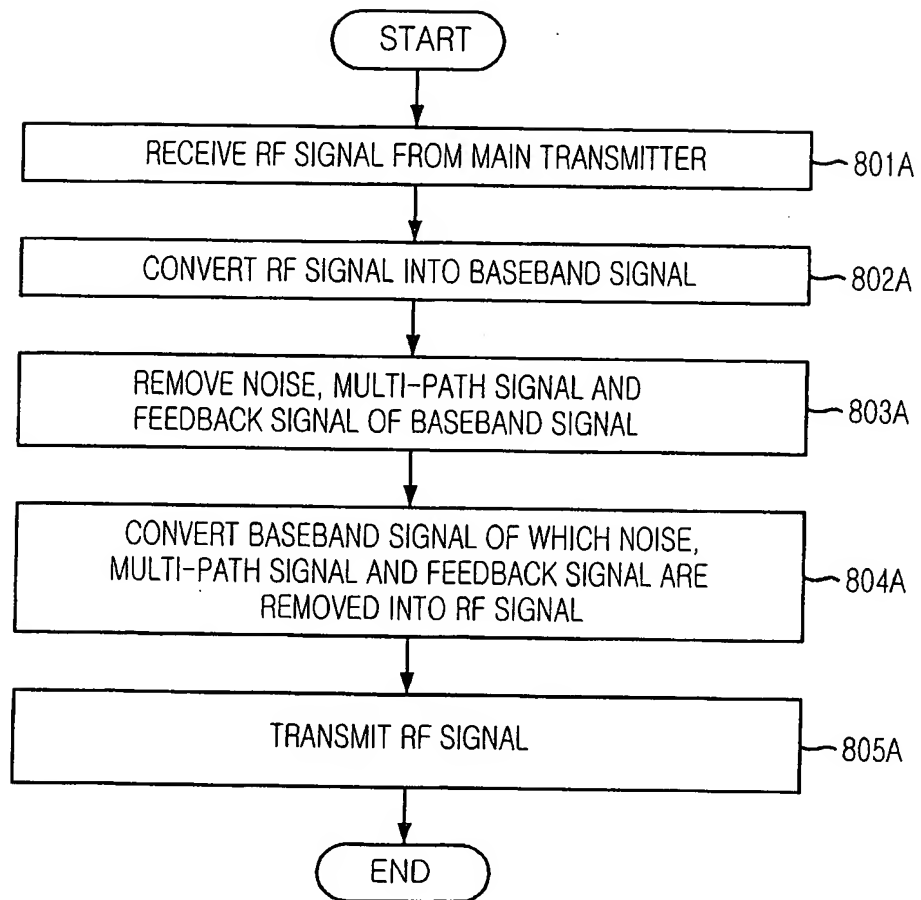 START
RECEIVE RF SIGNAL FROM MAIN TRANSMITTER
801A
CONVERT RF SIGNAL INTO BASEBAND SIGNAL
802A
REMOVE NOISE, MULTI-PATH SIGNAL AND
FEEDBACK SIGNAL OF BASEBAND SIGNAL
803A
CONVERT BASEBAND SIGNAL OF WHICH NOISE,
MULTI-PATH SIGNAL AND FEEDBACK SIGNAL ARE
REMOVED INTO RF SIGNAL
804A
TRANSMIT RF SIGNAL
805A
END